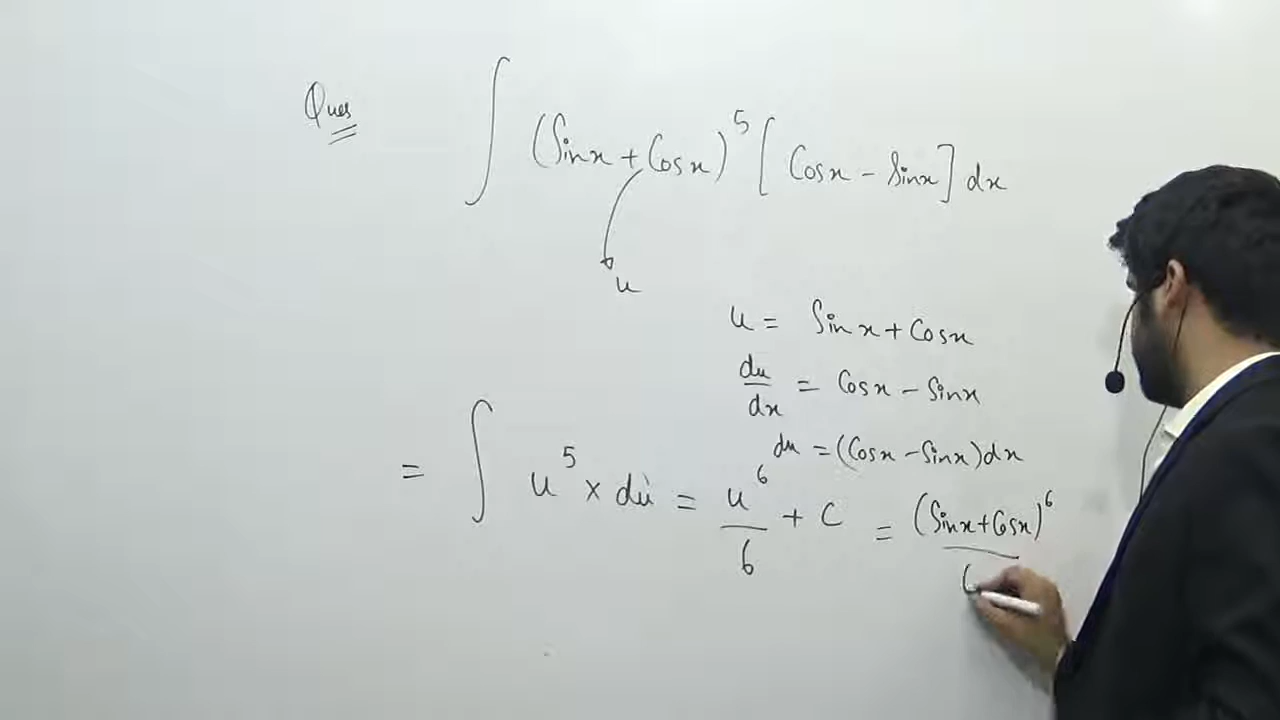 Ques ∫ (Sinx + Cosx)^5 [Cosx - Sinx] dx
u
u = Sinx + Cosx
du/dx = Cosx - Sinx
du = (Cosx - Sinx)dx
= ∫ u^5 × du = u^6/6 + C = (Sinx + Cosx)^6/6